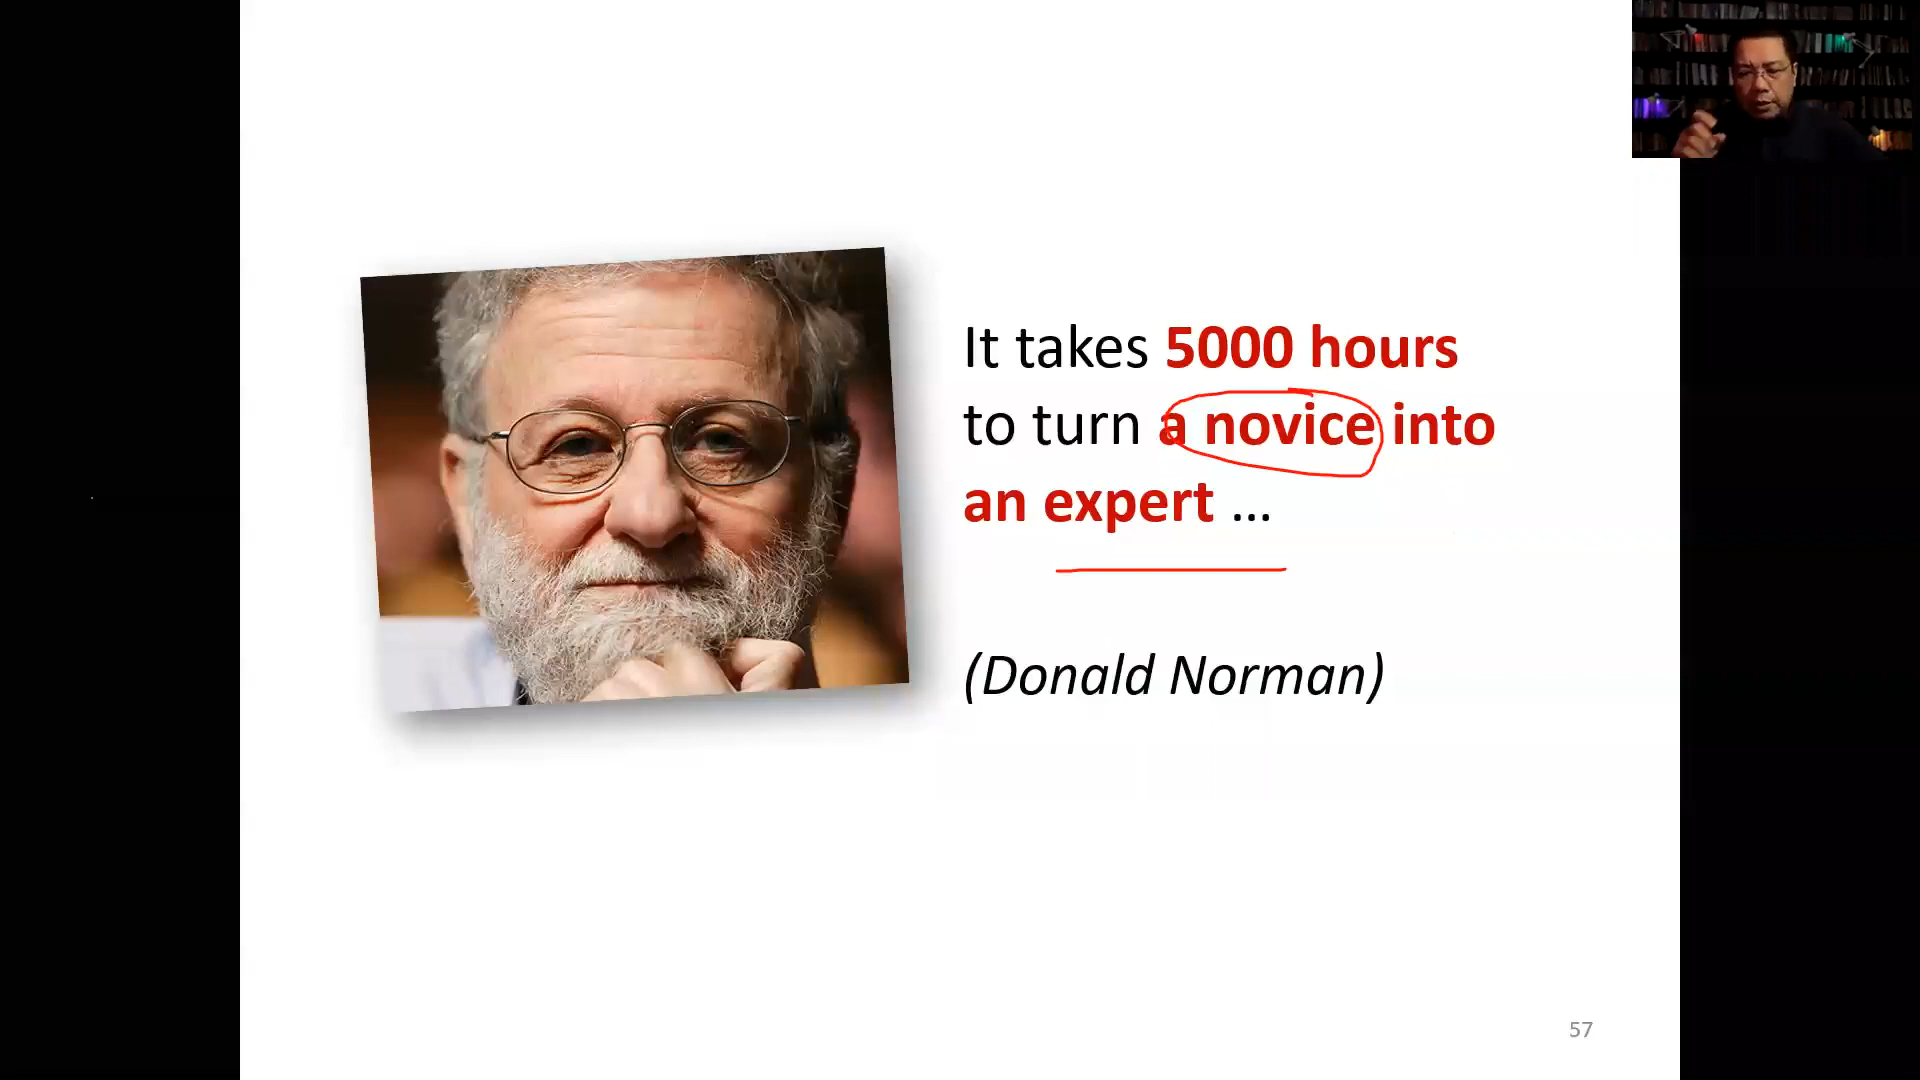 It takes 5000 hours
to turn a novice into
an expert ...
(Donald Norman)
57